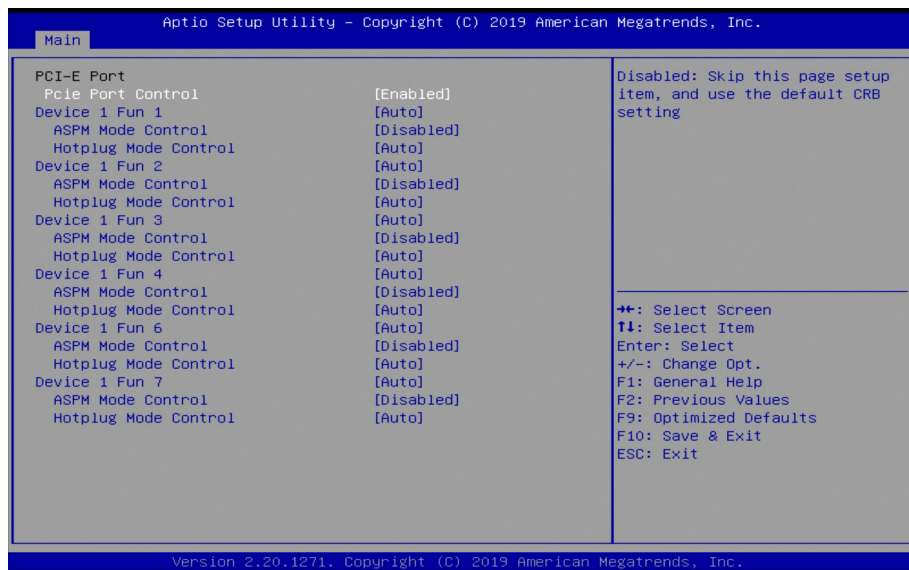 Aptio Setup Utility – Copyright (C) 2019 American Megatrends, Inc.
Main
PCI-E Port
Pcie Port Control [Enabled]
Device 1 Fun 1 [Auto]
ASPM Mode Control [Disabled]
Hotplug Mode Control [Auto]
Device 1 Fun 2 [Auto]
ASPM Mode Control [Disabled]
Hotplug Mode Control [Auto]
Device 1 Fun 3 [Auto]
ASPM Mode Control [Disabled]
Hotplug Mode Control [Auto]
Device 1 Fun 4 [Auto]
ASPM Mode Control [Disabled]
Hotplug Mode Control [Auto]
Device 1 Fun 6 [Auto]
ASPM Mode Control [Disabled]
Hotplug Mode Control [Auto]
Device 1 Fun 7 [Auto]
ASPM Mode Control [Disabled]
Hotplug Mode Control [Auto]
Disabled: Skip this page setup
item, and use the default CRB
setting
→←: Select Screen
↑↓: Select Item
Enter: Select
+/-: Change Opt.
F1: General Help
F2: Previous Values
F9: Optimized Defaults
F10: Save & Exit
ESC: Exit
Version 2.20.1271. Copyright (C) 2019 American Megatrends, Inc.